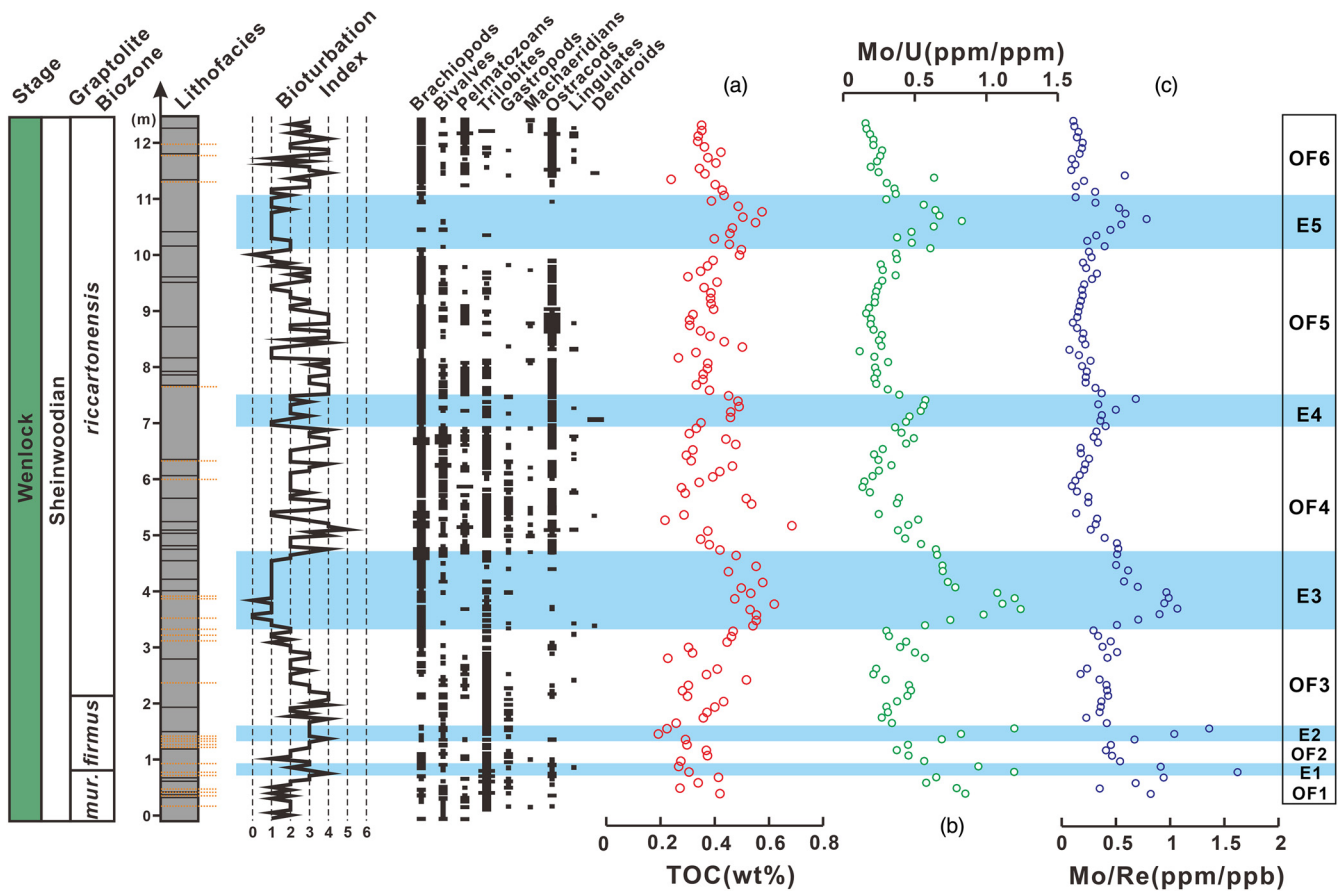 Stage
Graptolite
Biozone
Lithofacies
Bioturbation
Index
Brachiopods
Bivalves
Pelmatozoans
Trilobites
Gastropods
Machaeridians
Ostracods
Lingulates
Dendroids
(a)
Mo/U(ppm/ppm)
0 0.5 1.0 1.5
(c)
(m)
12
11
10
9
8
7
6
5
4
3
2
1
0
Wenlock
Sheinwoodian
riccartonensis
firmus
mur.
OF6
E5
OF5
E4
OF4
E3
OF3
E2
OF2
E1
OF1
0 1 2 3 4 5 6
0 0.2 0.4 0.6 0.8
TOC(wt%)
(b)
0 0.5 1 1.5 2
Mo/Re(ppm/ppb)